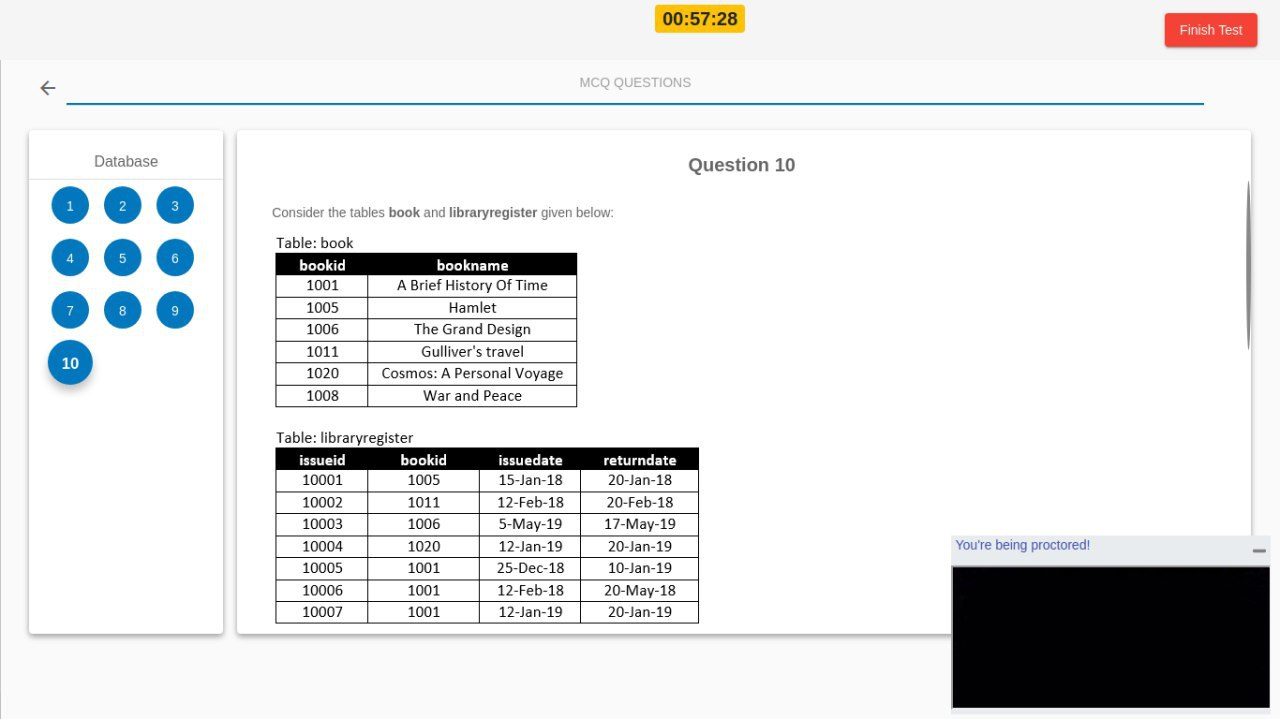 00:57:28
Finish Test
MCQ QUESTIONS
Database
1 2 3
4 5 6
7 8 9
10
Question 10
Consider the tables book and libraryregister given below:
Table: book
bookid bookname
1001 A Brief History Of Time
1005 Hamlet
1006 The Grand Design
1011 Gulliver's travel
1020 Cosmos: A Personal Voyage
1008 War and Peace
Table: libraryregister
issueid bookid issuedate returndate
10001 1005 15-Jan-18 20-Jan-18
10002 1011 12-Feb-18 20-Feb-18
10003 1006 5-May-19 17-May-19
10004 1020 12-Jan-19 20-Jan-19
10005 1001 25-Dec-18 10-Jan-19
10006 1001 12-Feb-18 20-May-18
10007 1001 12-Jan-19 20-Jan-19
You're being proctored!